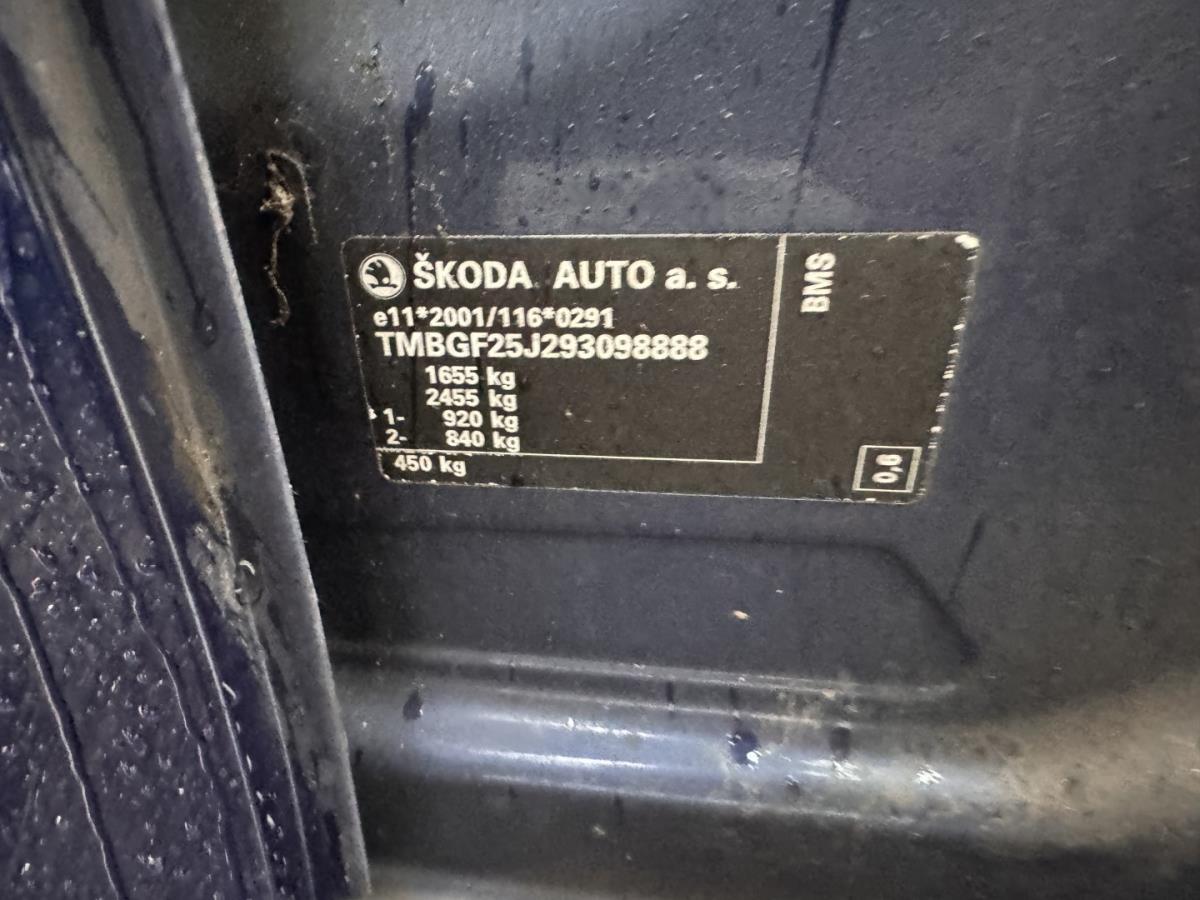 ŠKODA AUTO a. s.
e11*2001/116*0291
TMBGF25J293098888
1655 kg
2455 kg
1- 920 kg
2- 840 kg
450 kg
BMS
0,6